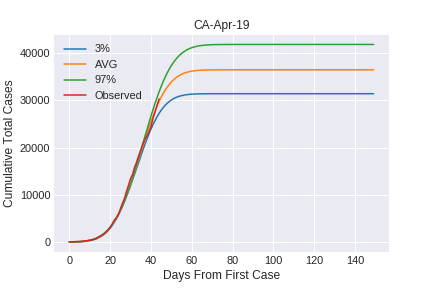 CA-Apr-19
Cumulative Total Cases
40000
30000
20000
10000
0
3%
AVG
97%
Observed
0 20 40 60 80 100 120 140
Days From First Case